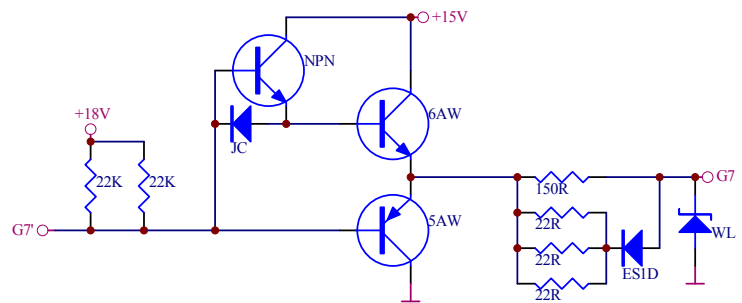 +15V
NPN
6AW
JC
+18V
22K
22K
G7'
5AW
150R
G7
22R
22R
22R
ES1D
WL